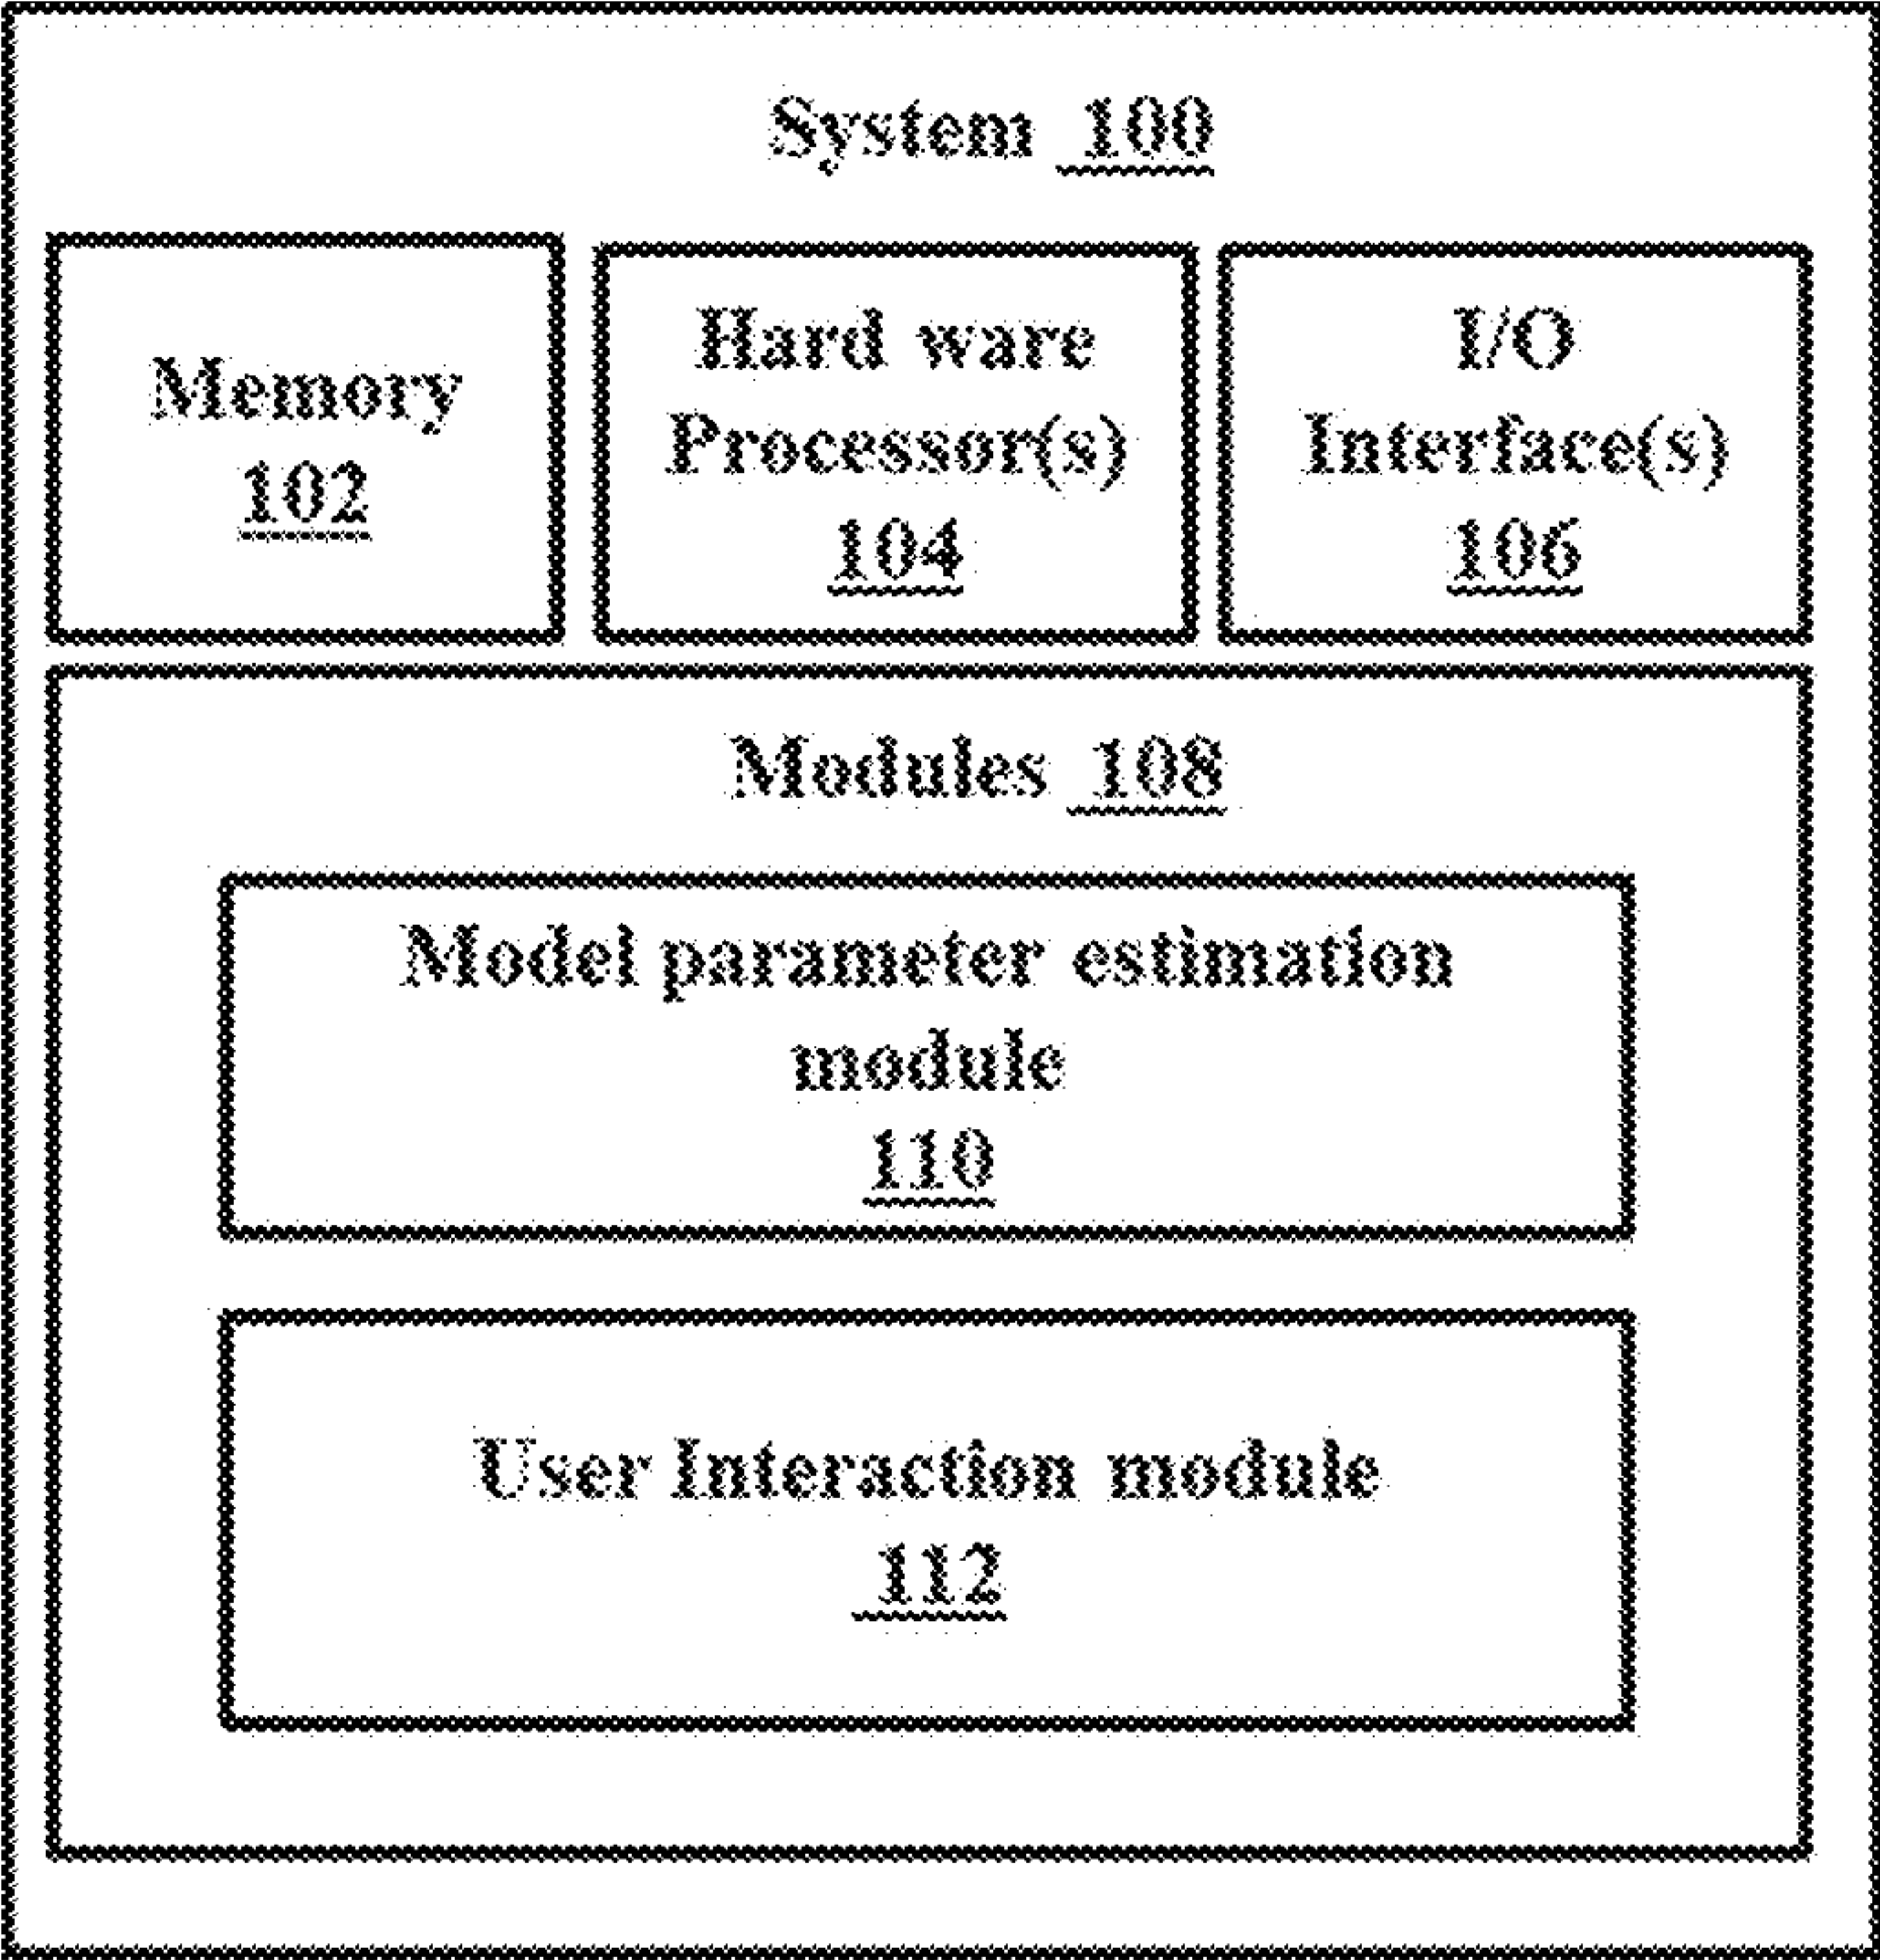 System 100
Memory
102
Hard ware
Processor(s)
104
I/O
Interface(s)
106
Modules 108
Model parameter estimation
module
110
User Interaction module
112